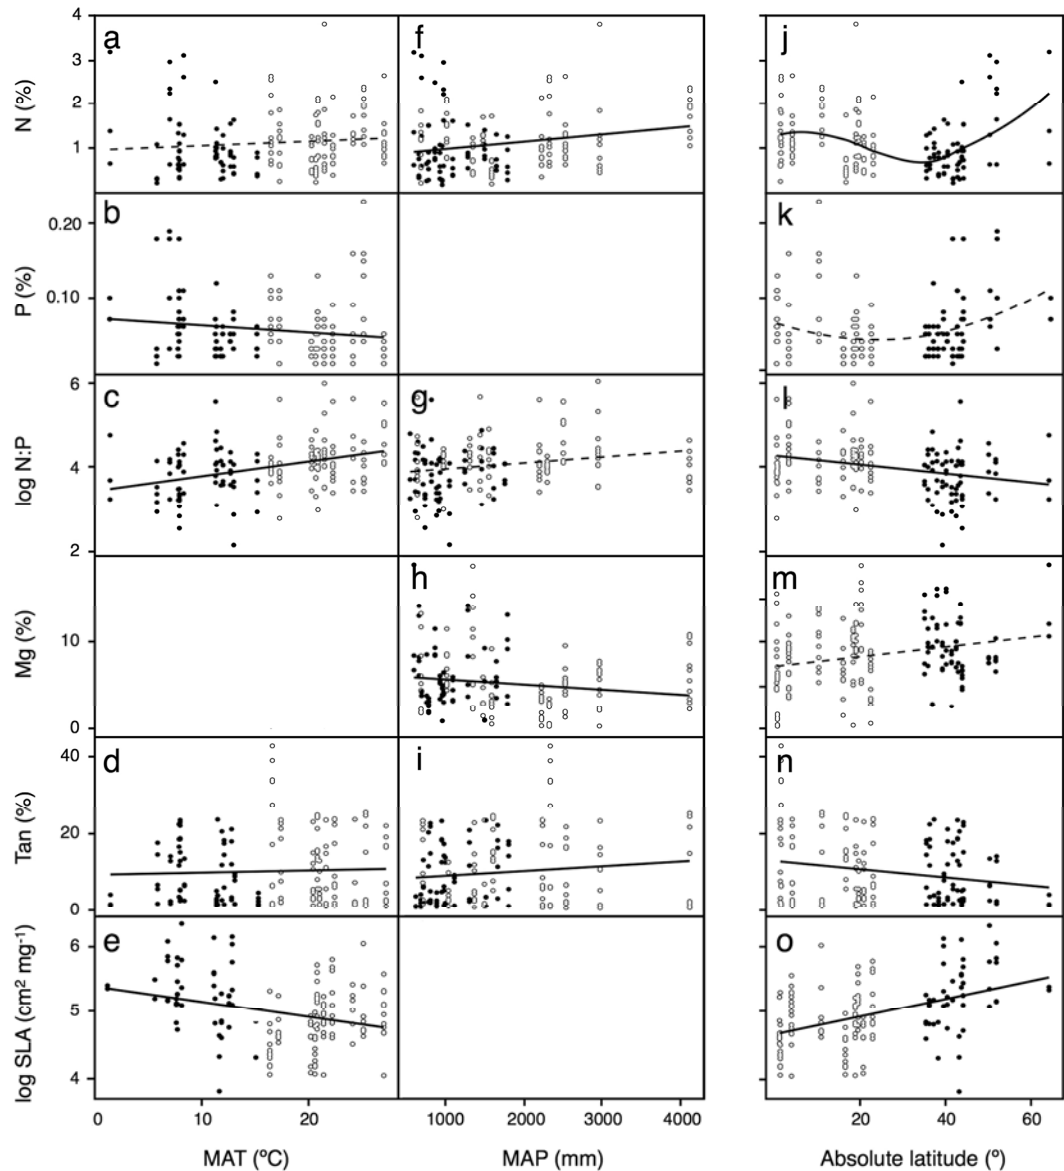 a f j
N (%)
4
3
2
1
b k
P (%)
0.20
0.10
c g l
log N:P
6
4
2
h m
Mg (%)
10
0
d i n
Tan (%)
40
20
0
e o
log SLA (cm² mg⁻¹)
6
5
4
0 10 20 1000 2000 3000 4000 20 40 60
MAT (ºC) MAP (mm) Absolute latitude (º)